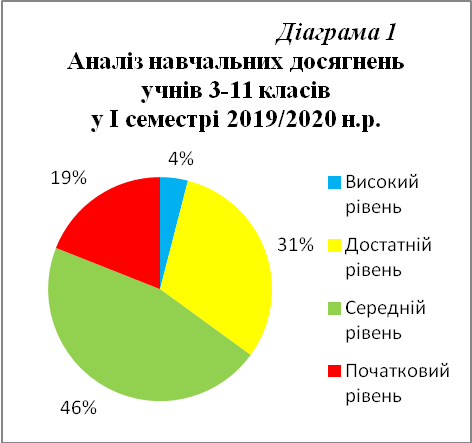 Діаграма 1
Аналіз навчальних досягнень
учнів 3-11 класів
у І семестрі 2019/2020 н.р.
4%
19%
31%
46%
Високий
рівень
Достатній
рівень
Середній
рівень
Початковий
рівень